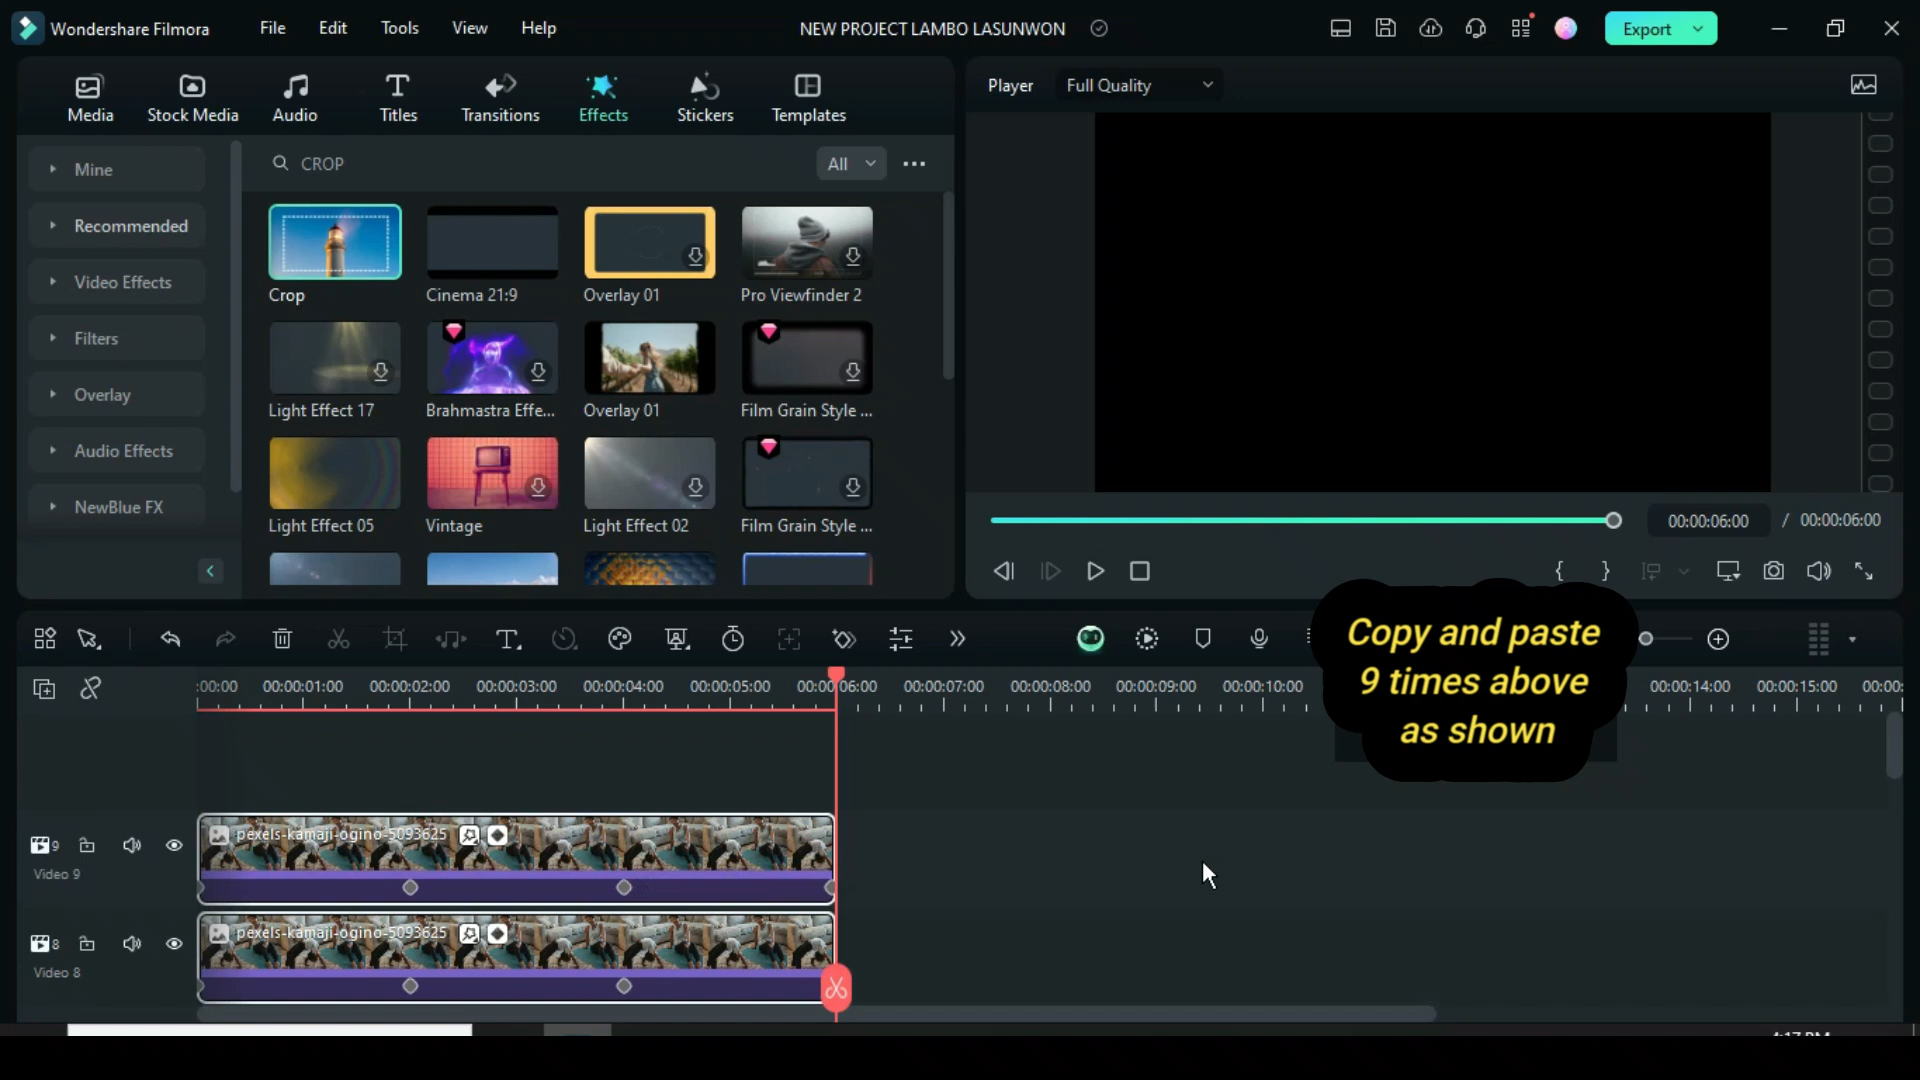 Wondershare Filmora
File
Edit
Tools
View
Help
NEW PROJECT LAMBO LASUNWON
Export
Media
Stock Media
Audio
Titles
Transitions
Effects
Stickers
Templates
Player
Full Quality
Mine
Recommended
Video Effects
Filters
Overlay
Audio Effects
NewBlue FX
CROP
All
Crop
Cinema 21:9
Overlay 01
Pro Viewfinder 2
Light Effect 17
Brahmastra Effe...
Overlay 01
Film Grain Style ...
Light Effect 05
Vintage
Light Effect 02
Film Grain Style ...
00:00:06:00 / 00:00:06:00
Copy and paste
9 times above
as shown
:00:00
00:00:01:00
00:00:02:00
00:00:03:00
00:00:04:00
00:00:05:00
00:00:06:00
00:00:07:00
00:00:08:00
00:00:09:00
00:00:10:00
00:00:14:00
00:00:15:00
00:00:
9
Video 9
pexels-kamaji-ogino-5093625
8
Video 8
pexels-kamaji-ogino-5093625